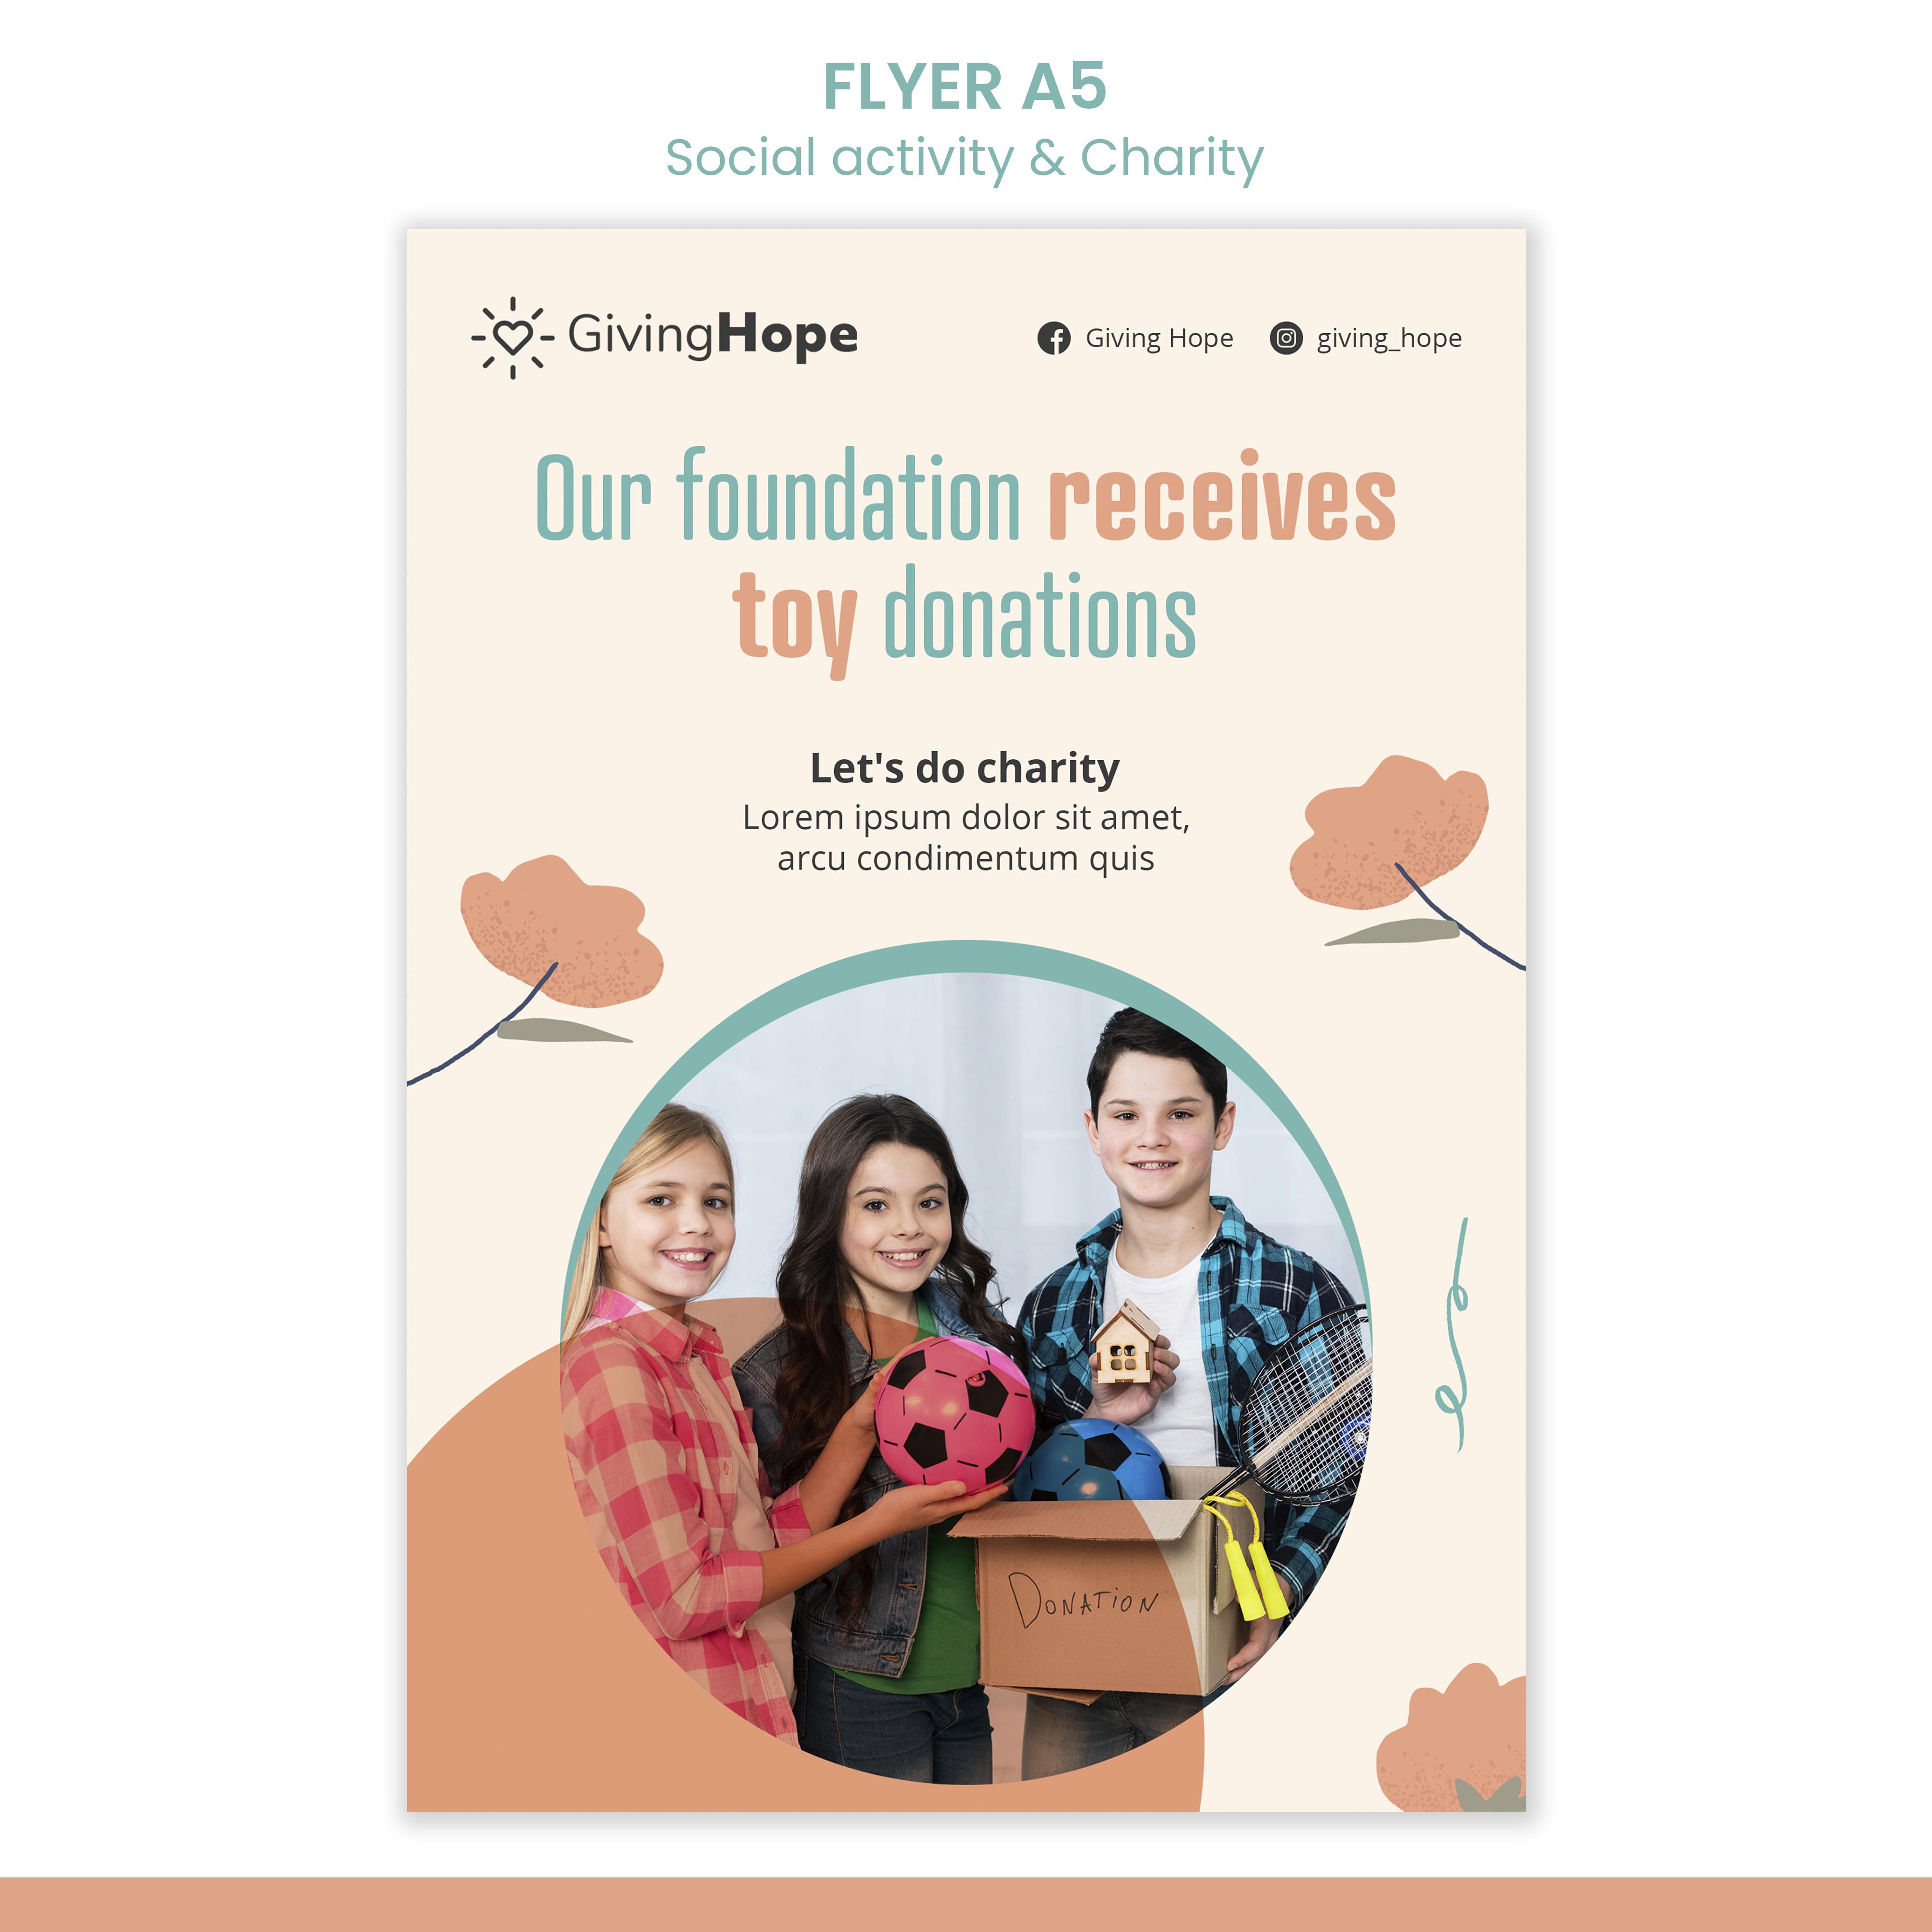 FLYER A5
Social activity & Charity
GivingHope
Giving Hope
giving_hope
Our foundation receives
toy donations
Let's do charity
Lorem ipsum dolor sit amet,
arcu condimentum quis
DONATiON